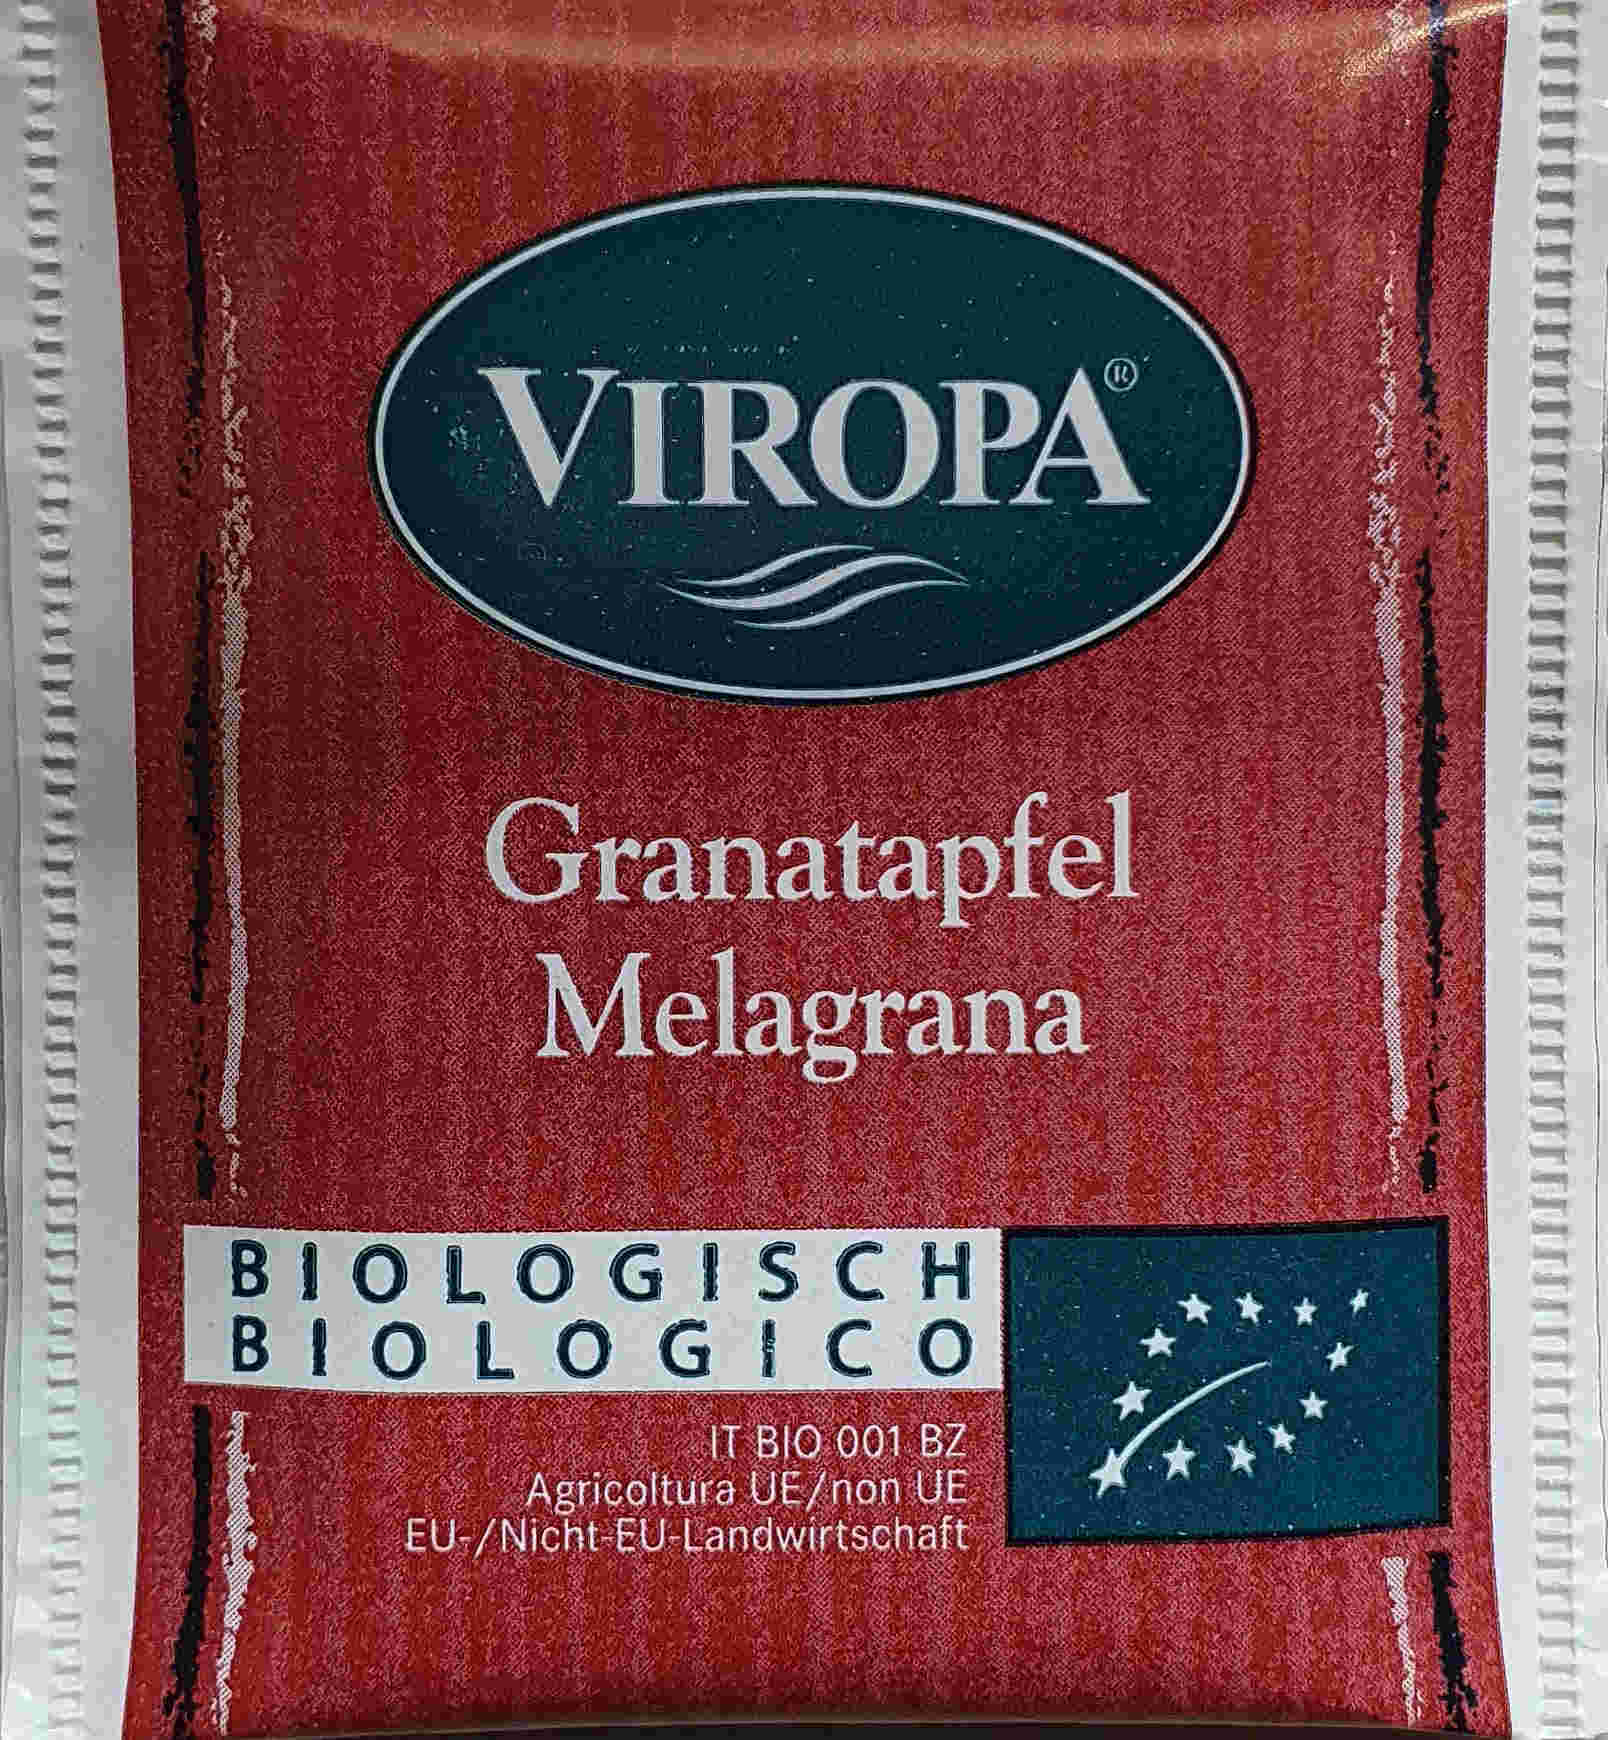 VIROPA®
Granatapfel
Melagrana
BIOLOGISCH
BIOLOGICO
IT BIO 001 BZ
Agricoltura UE/non UE
EU-/Nicht-EU-Landwirtschaft